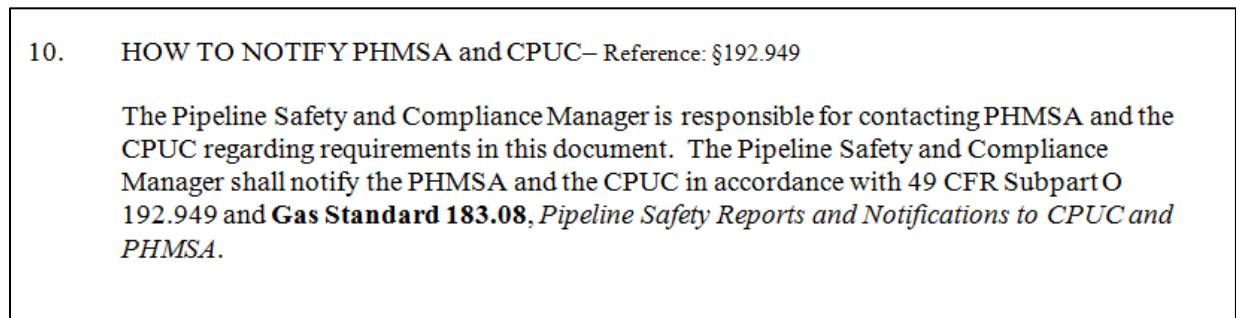 10. HOW TO NOTIFY PHMSA and CPUC– Reference: §192.949
The Pipeline Safety and Compliance Manager is responsible for contacting PHMSA and the
CPUC regarding requirements in this document. The Pipeline Safety and Compliance
Manager shall notify the PHMSA and the CPUC in accordance with 49 CFR Subpart O
192.949 and Gas Standard 183.08, Pipeline Safety Reports and Notifications to CPUC and
PHMSA.